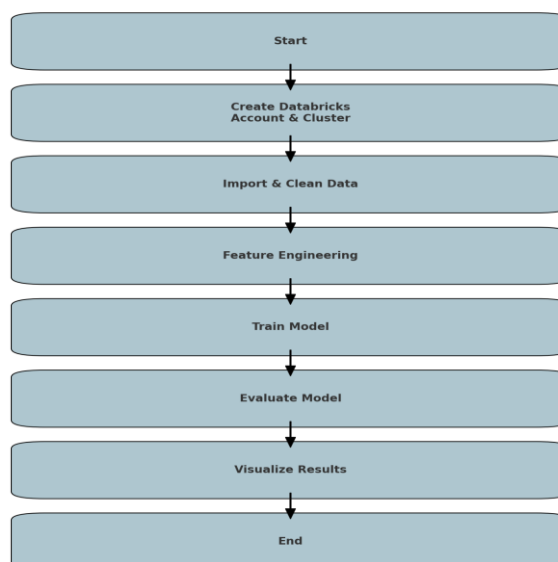 Start
Create Databricks
Account & Cluster
Import & Clean Data
Feature Engineering
Train Model
Evaluate Model
Visualize Results
End